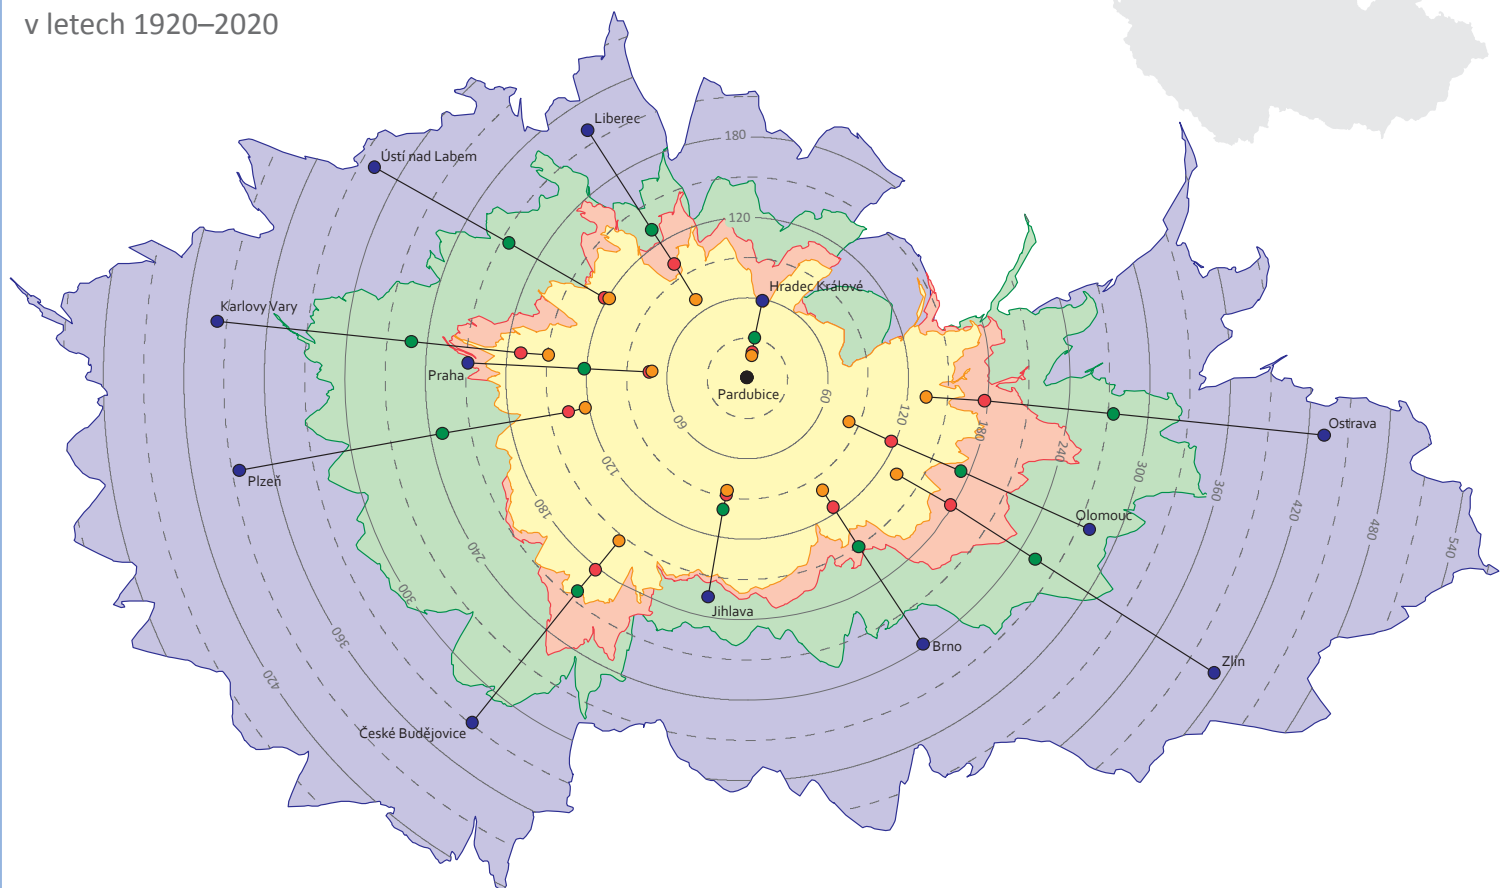 v letech 1920–2020
Liberec
180
Ústí nad Labem
120
Hradec Králové
Karlovy Vary
Praha
Pardubice
60
60
120
180
240
300
360
420
480
540
Ostrava
Plzeň
120
180
240
300
360
420
Olomouc
Jihlava
Brno
Zlín
České Budějovice